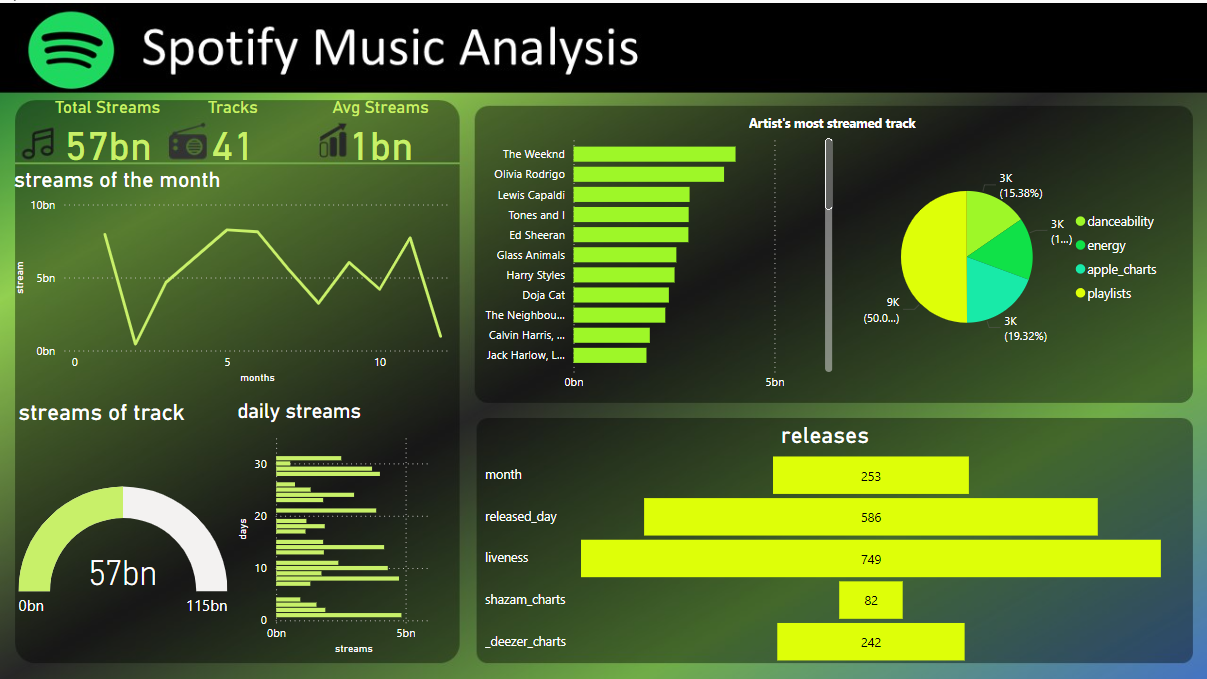 Spotify Music Analysis
Total Streams
Tracks
Avg Streams
57bn
41
1bn
streams of the month
10bn
5bn
0bn
stream
0
5
10
months
streams of track
57bn
0bn
115bn
daily streams
30
20
10
0
days
0bn
5bn
streams
Artist's most streamed track
The Weeknd
Olivia Rodrigo
Lewis Capaldi
Tones and I
Ed Sheeran
Glass Animals
Harry Styles
Doja Cat
The Neighbou...
Calvin Harris, ...
Jack Harlow, L...
0bn
5bn
3K
(15.38%)
3K
(1...)
3K
(19.32%)
9K
(50.0...)
danceability
energy
apple_charts
playlists
releases
month
253
released_day
586
liveness
749
shazam_charts
82
_deezer_charts
242